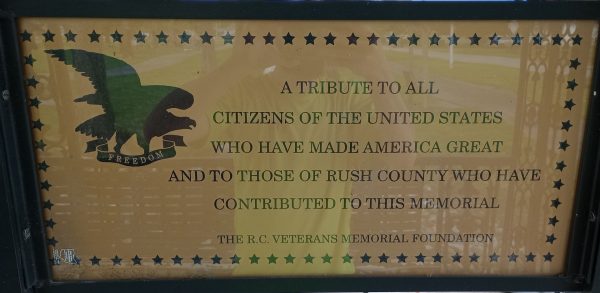 FREEDOM
A TRIBUTE TO ALL
CITIZENS OF THE UNITED STATES
WHO HAVE MADE AMERICA GREAT
AND TO THOSE OF RUSH COUNTY WHO HAVE
CONTRIBUTED TO THIS MEMORIAL
THE R.C. VETERANS MEMORIAL FOUNDATION